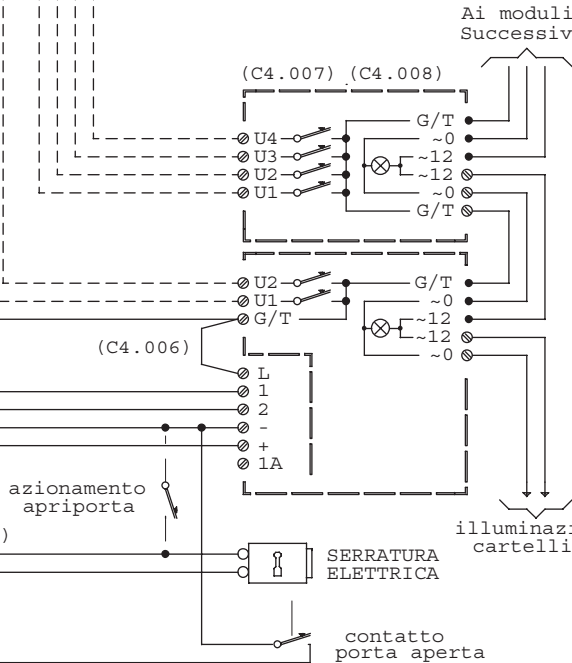 Ai moduli
Successiv
(C4.007) (C4.008)
G/T
U4 ~0
U3 ~12
U2 ~12
U1 ~0
G/T
U2 G/T
U1 ~0
G/T ~12
~12
(C4.006) ~0
L
1
2
-
+
1A
azionamento
apriporta
)
illuminazi
cartelli
SERRATURA
ELETTRICA
contatto
porta aperta